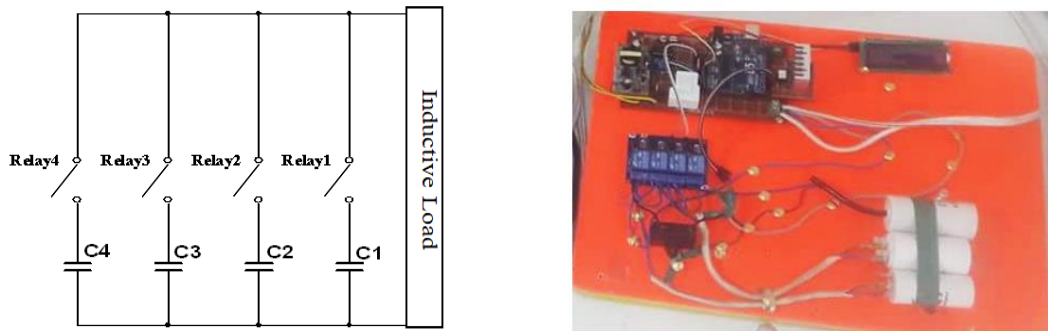 Relay4
Relay3
Relay2
Relay1
C4
C3
C2
C1
Inductive Load